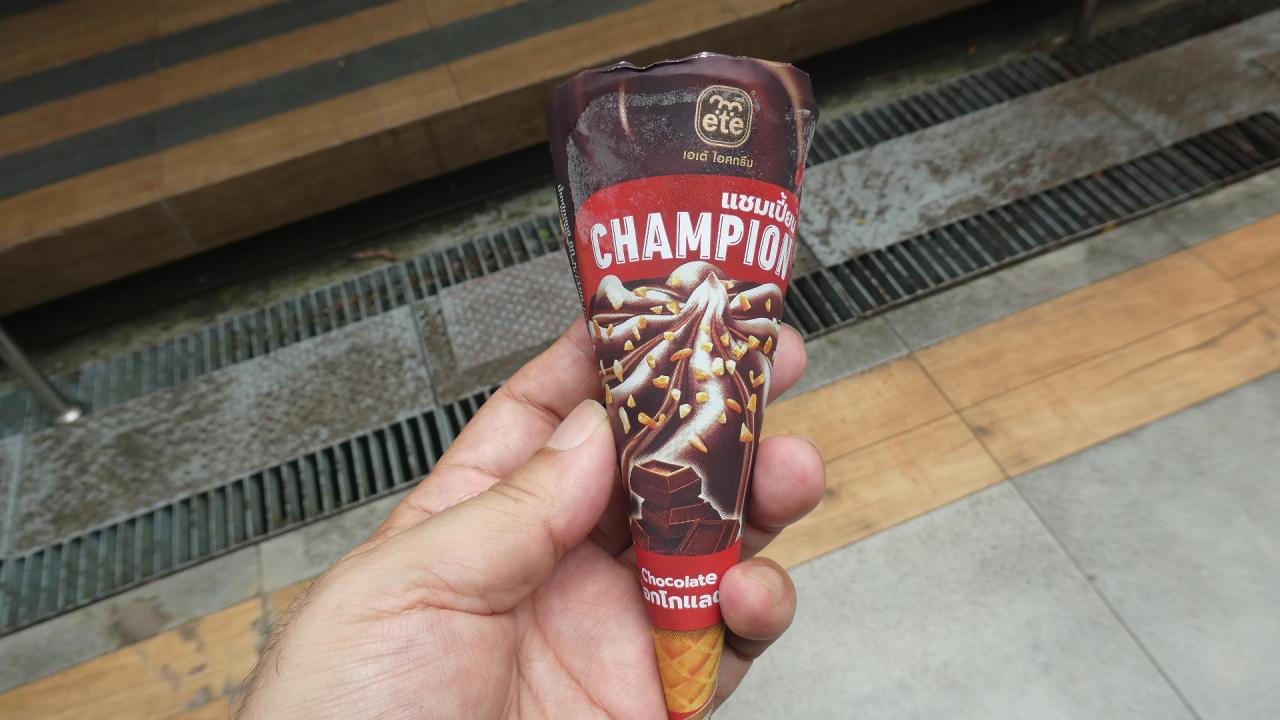 ete
เอเต้ ไอศกรีม
แชมเปี้ยน
CHAMPION
Chocolate
อกโกแลต